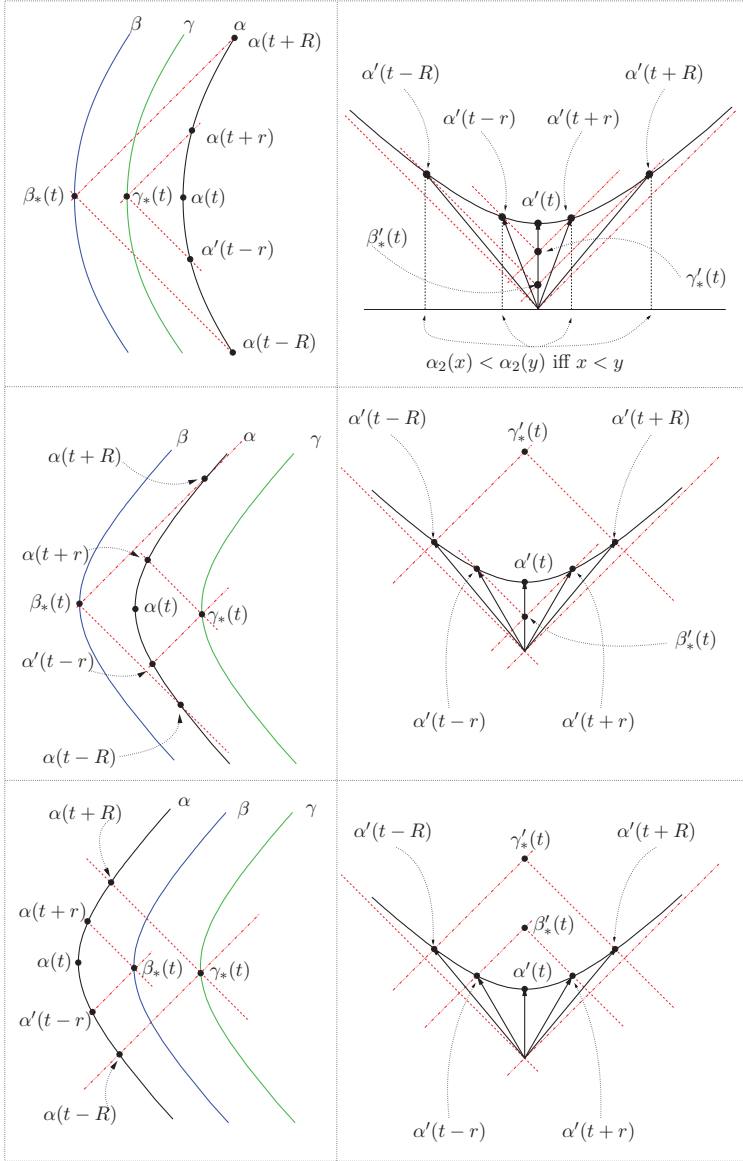 β γ α
α(t + R)
α(t + r)
β∗(t) γ∗(t) α(t)
α′(t − r)
α(t − R)
α′(t − R) α′(t + R)
α′(t − r) α′(t + r)
α′(t)
β′∗(t)
γ′∗(t)
α₂(x) < α₂(y) iff x < y
β α γ
α(t + R)
α(t + r)
β∗(t) α(t) γ∗(t)
α′(t − r)
α(t − R)
α′(t − R) γ′∗(t) α′(t + R)
α′(t)
β′∗(t)
α′(t − r) α′(t + r)
α β γ
α(t + R)
α(t + r)
α(t) β∗(t) γ∗(t)
α′(t − r)
α(t − R)
α′(t − R) γ′∗(t) α′(t + R)
β′∗(t)
α′(t)
α′(t − r) α′(t + r)